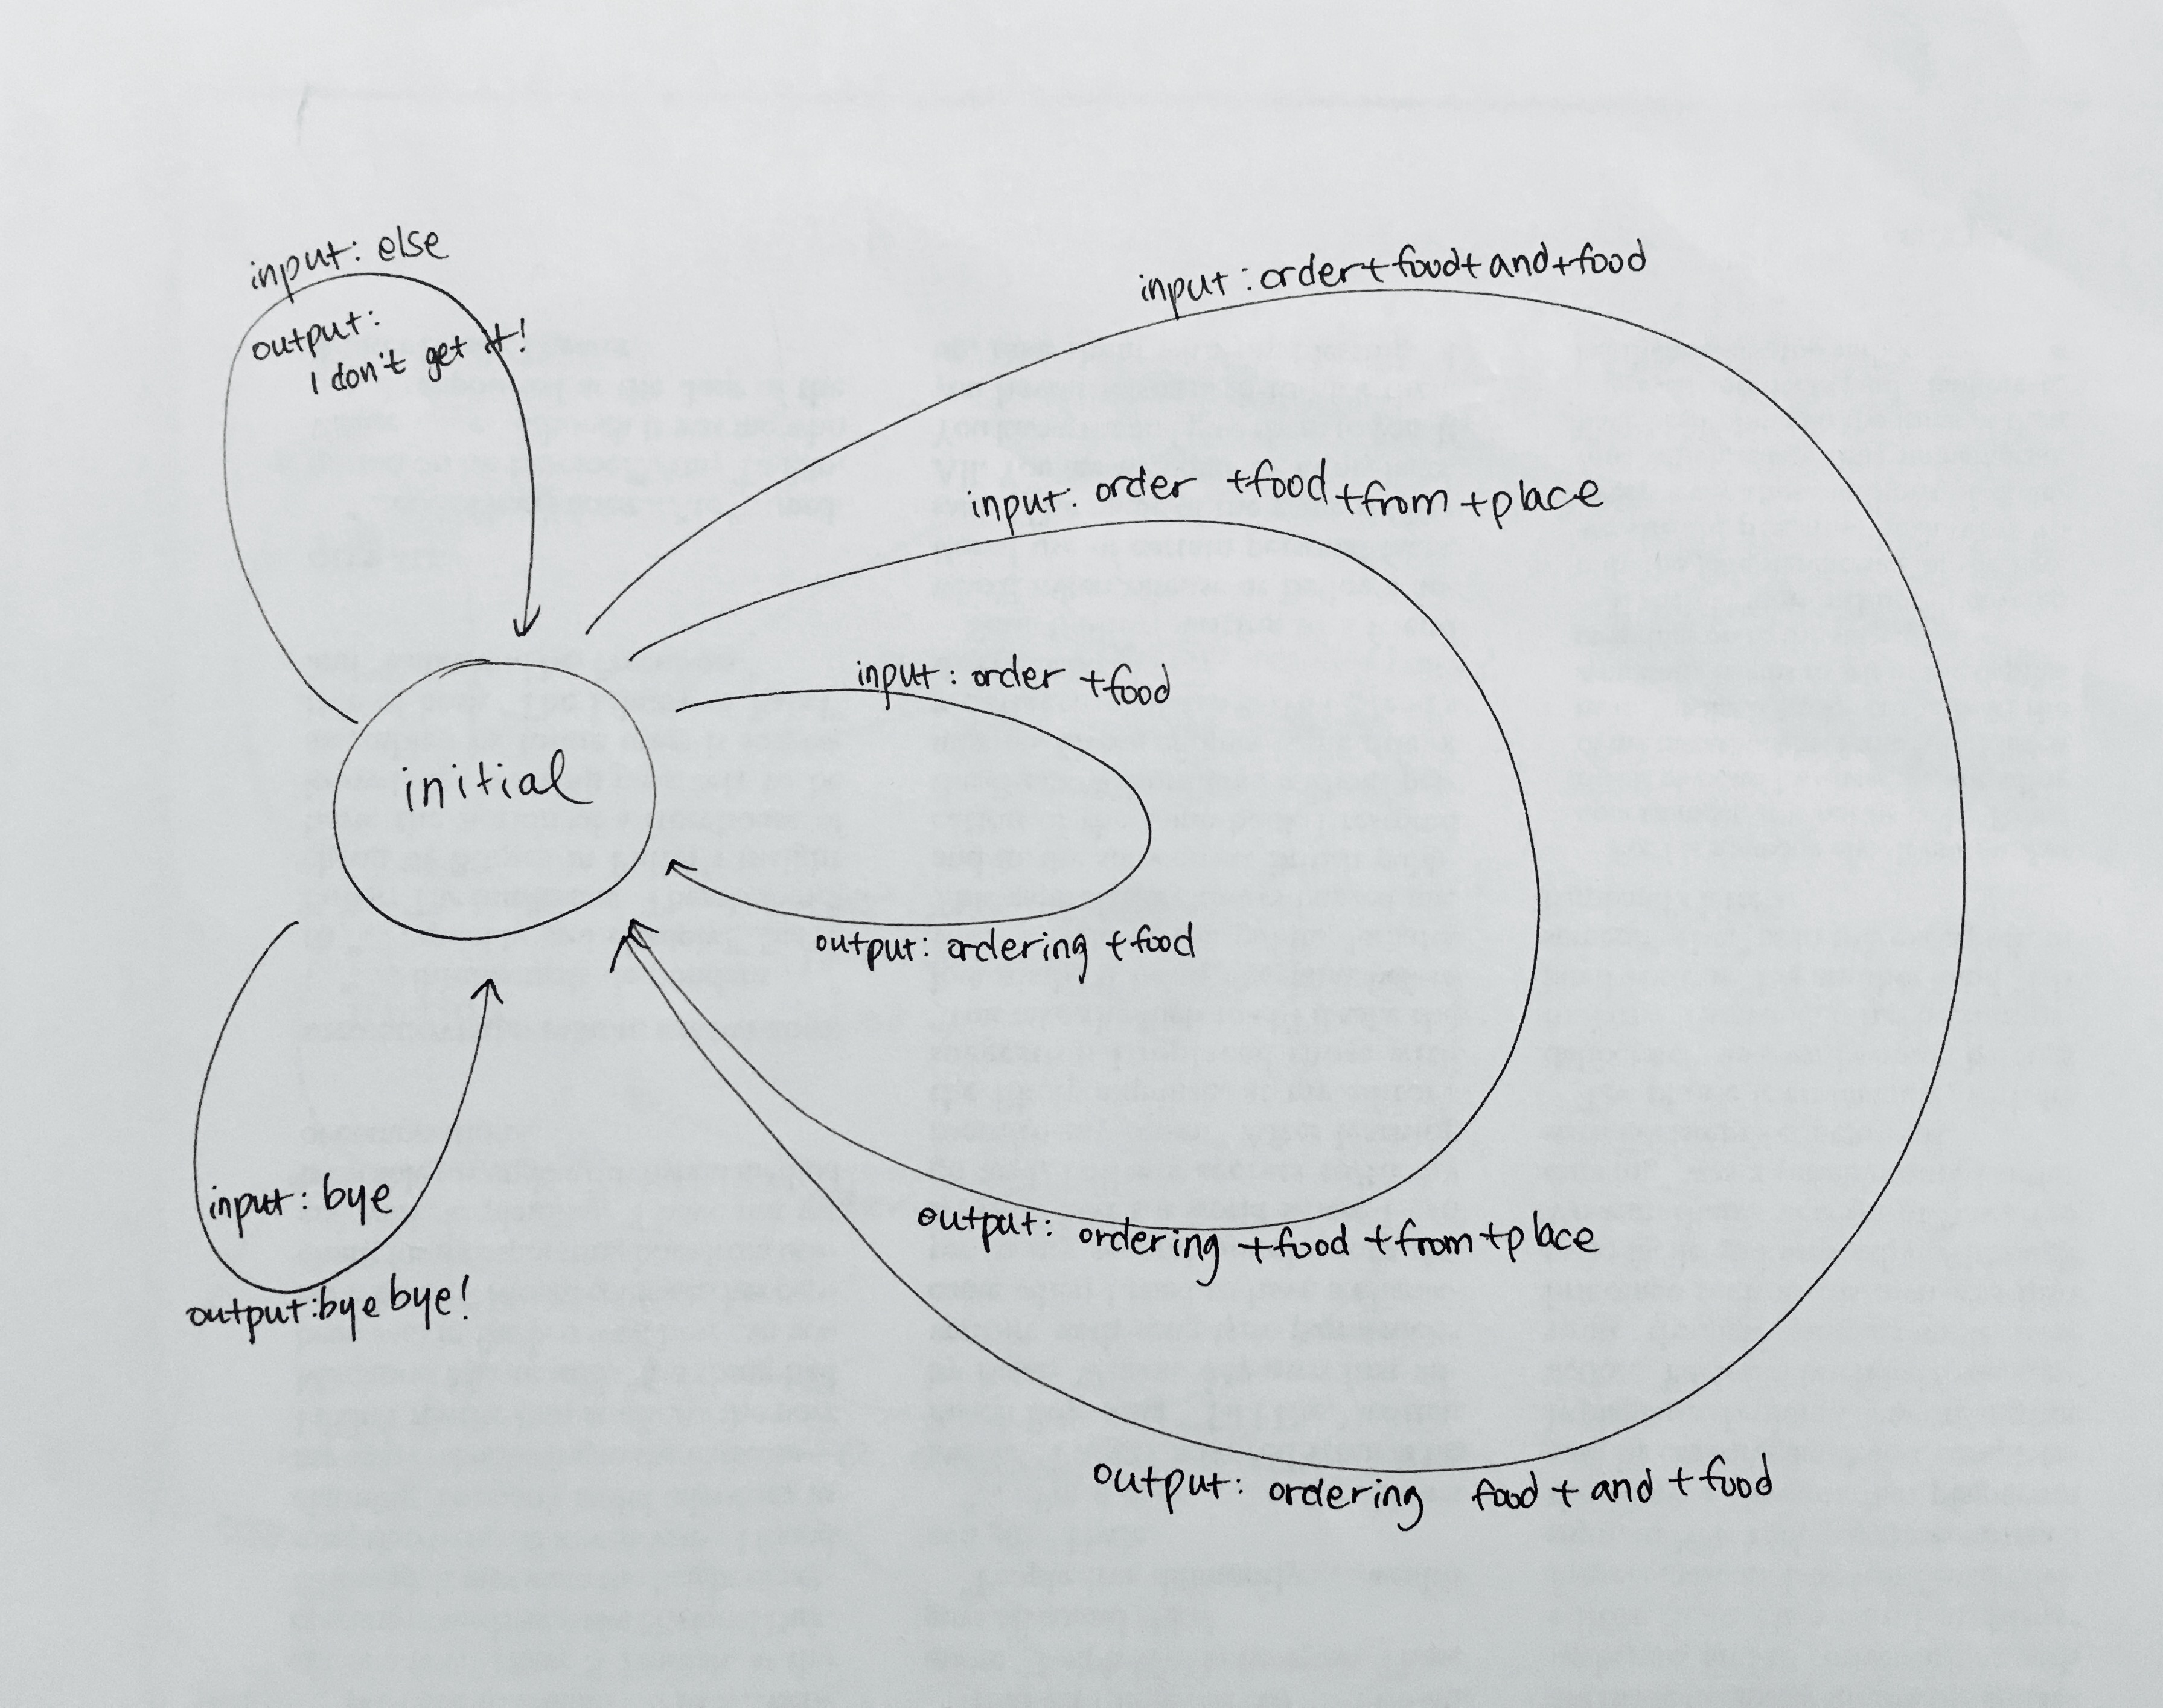 input: else
output:
I don't get it!
input: order+food+and+food
input: order +food +from +place
input: order +food
initial
output: ordering +food
input: bye
output: bye bye!
output: ordering +food +from+place
output: ordering food + and + food